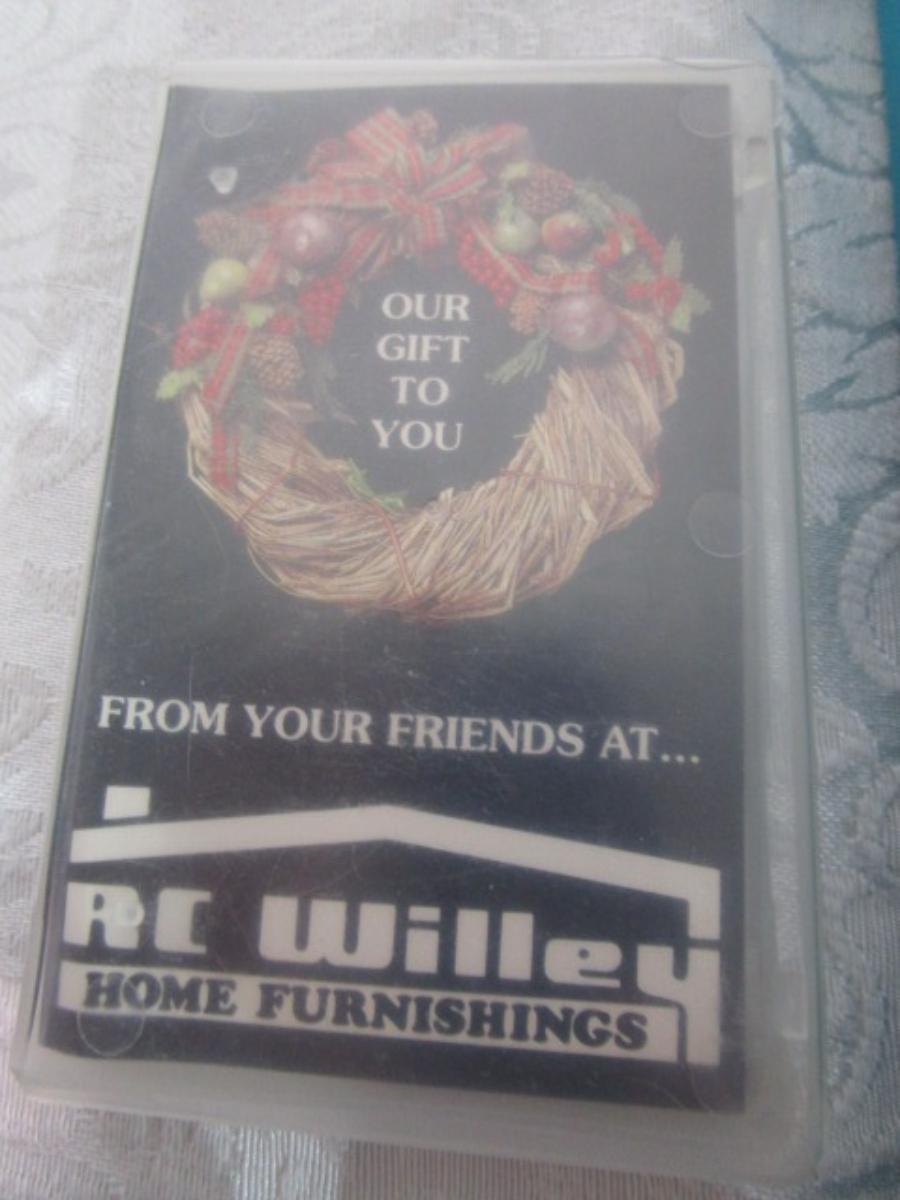 OUR
GIFT
TO
YOU
FROM YOUR FRIENDS AT...
RC Willey
HOME FURNISHINGS